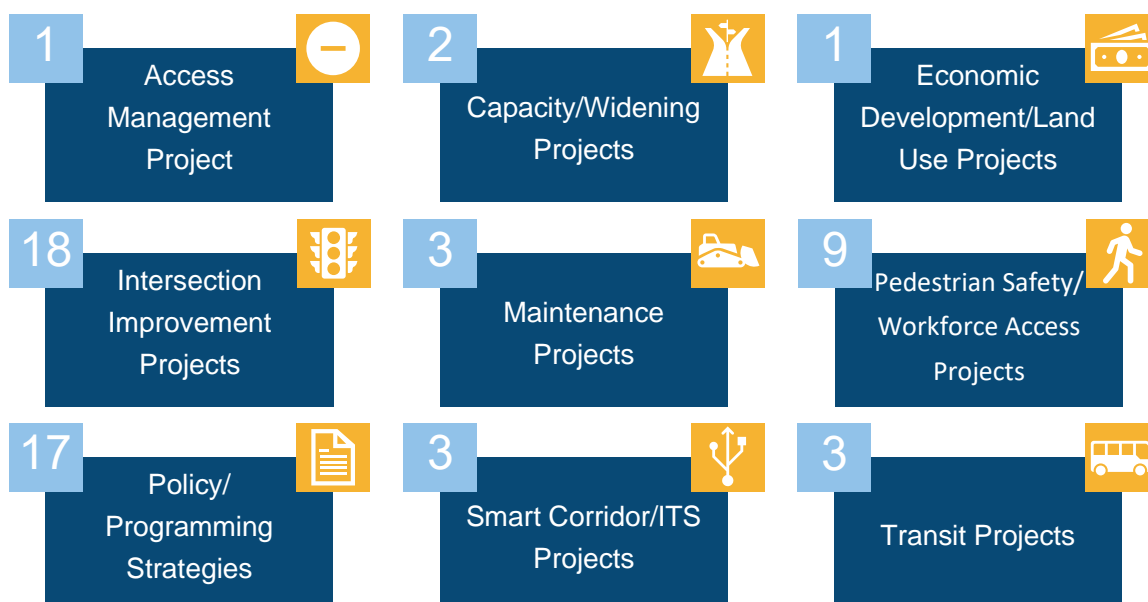 1
Access
Management
Project
2
Capacity/Widening
Projects
1
Economic
Development/Land
Use Projects
18
Intersection
Improvement
Projects
3
Maintenance
Projects
9
Pedestrian Safety/
Workforce Access
Projects
17
Policy/
Programming
Strategies
3
Smart Corridor/ITS
Projects
3
Transit Projects